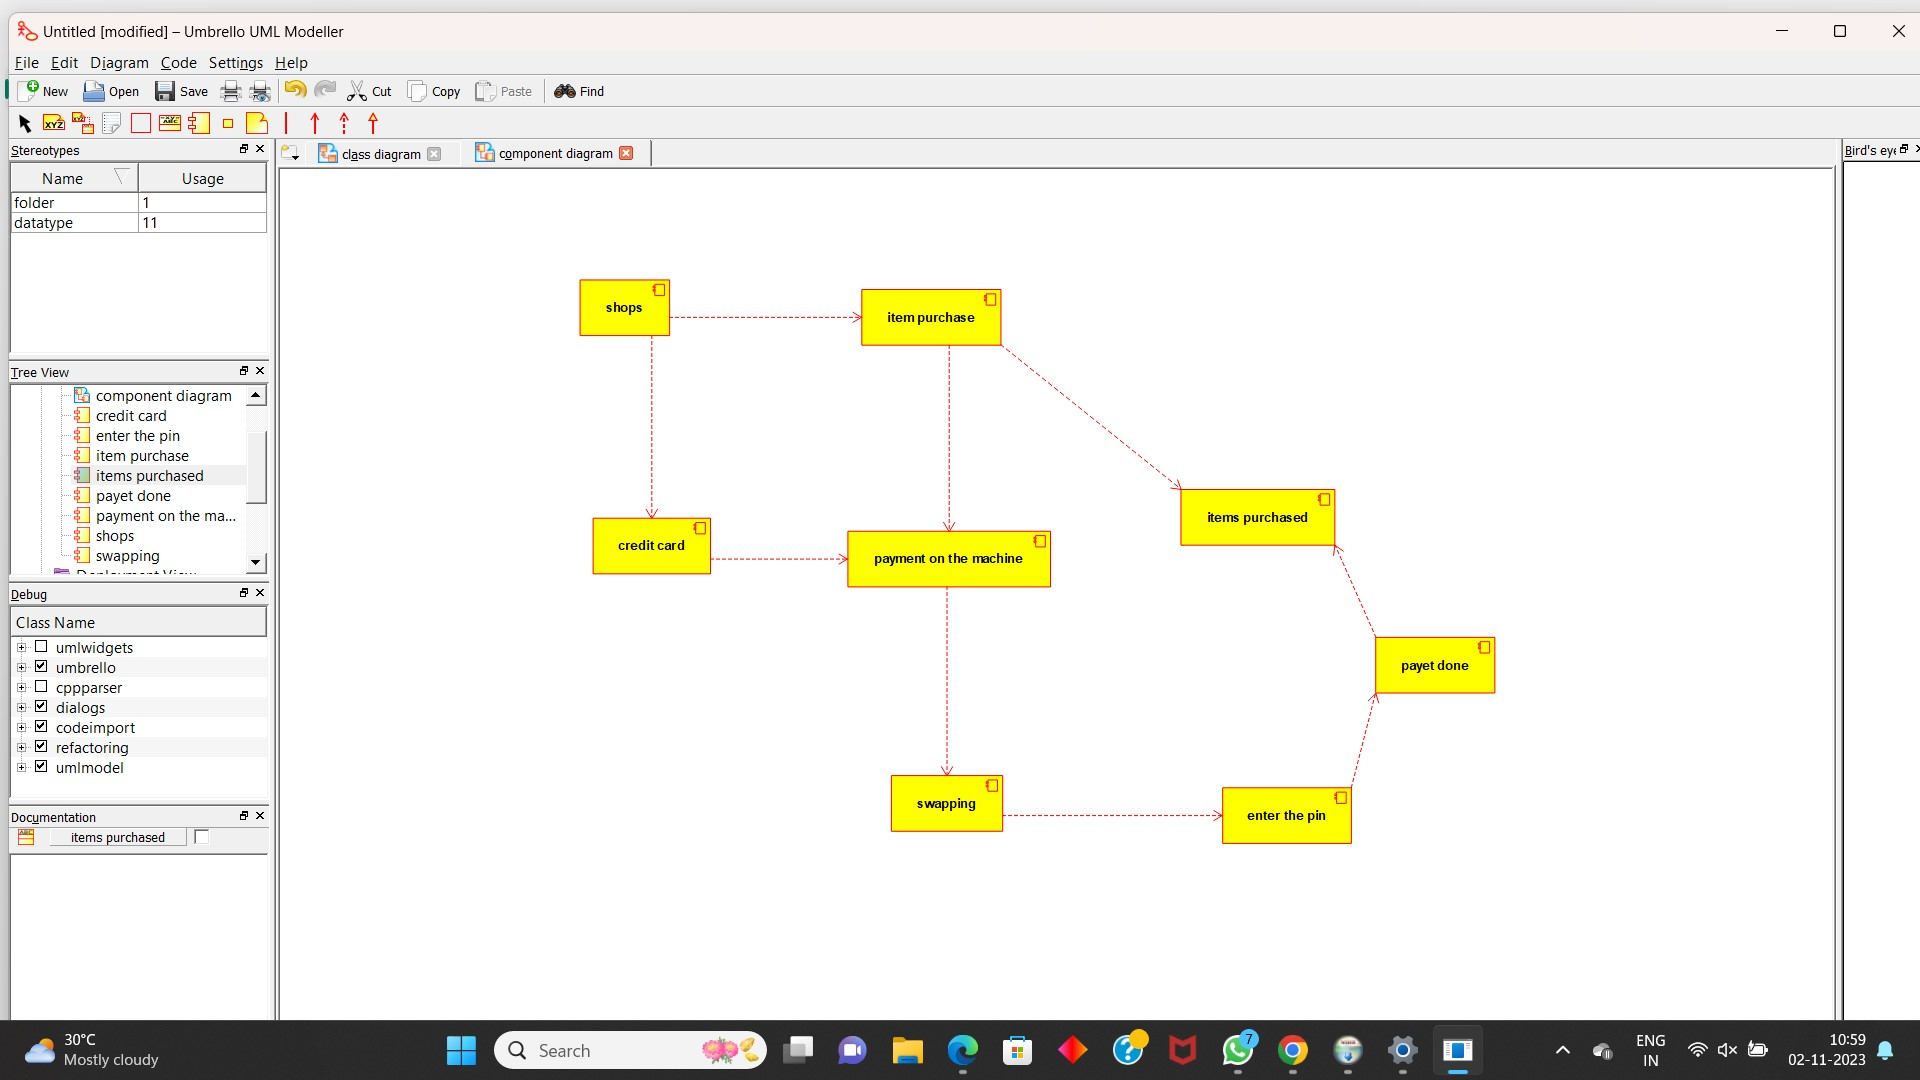 Untitled [modified] – Umbrello UML Modeller
File Edit Diagram Code Settings Help
New Open Save Cut Copy Paste Find
Stereotypes
Name Usage
folder 1
datatype 11
Tree View
component diagram
credit card
enter the pin
item purchase
items purchased
payet done
payment on the ma...
shops
swapping
Deployment View
Debug
Class Name
umlwidgets
umbrello
cppparser
dialogs
codeimport
refactoring
umlmodel
Documentation
items purchased
class diagram component diagram
Bird's eye
shops
item purchase
credit card
payment on the machine
items purchased
payet done
swapping
enter the pin
30°C
Mostly cloudy
Search
7
ENG
IN
10:59
02-11-2023